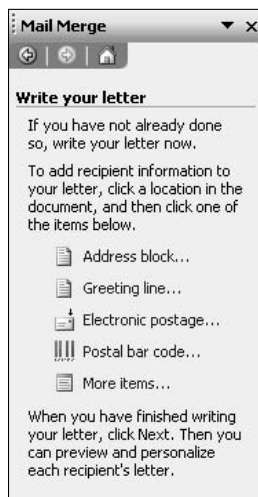 Mail Merge
Write your letter
If you have not already done
so, write your letter now.
To add recipient information to
your letter, click a location in the
document, and then click one of
the items below.
Address block...
Greeting line...
Electronic postage...
Postal bar code...
More items...
When you have finished writing
your letter, click Next. Then you
can preview and personalize
each recipient's letter.